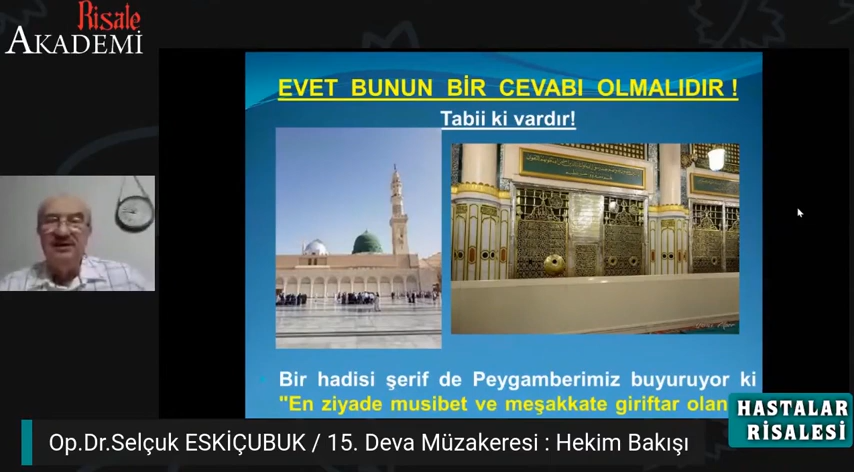 Risale
AKADEMİ
EVET BUNUN BİR CEVABI OLMALIDIR !
Tabii ki vardır!
Bir hadisi şerif de Peygamberimiz buyuruyor ki
"En ziyade musibet ve meşakkate giriftar olan
HASTALAR
RİSALESİ
Op.Dr.Selçuk ESKİÇUBUK / 15. Deva Müzakeresi : Hekim Bakışı